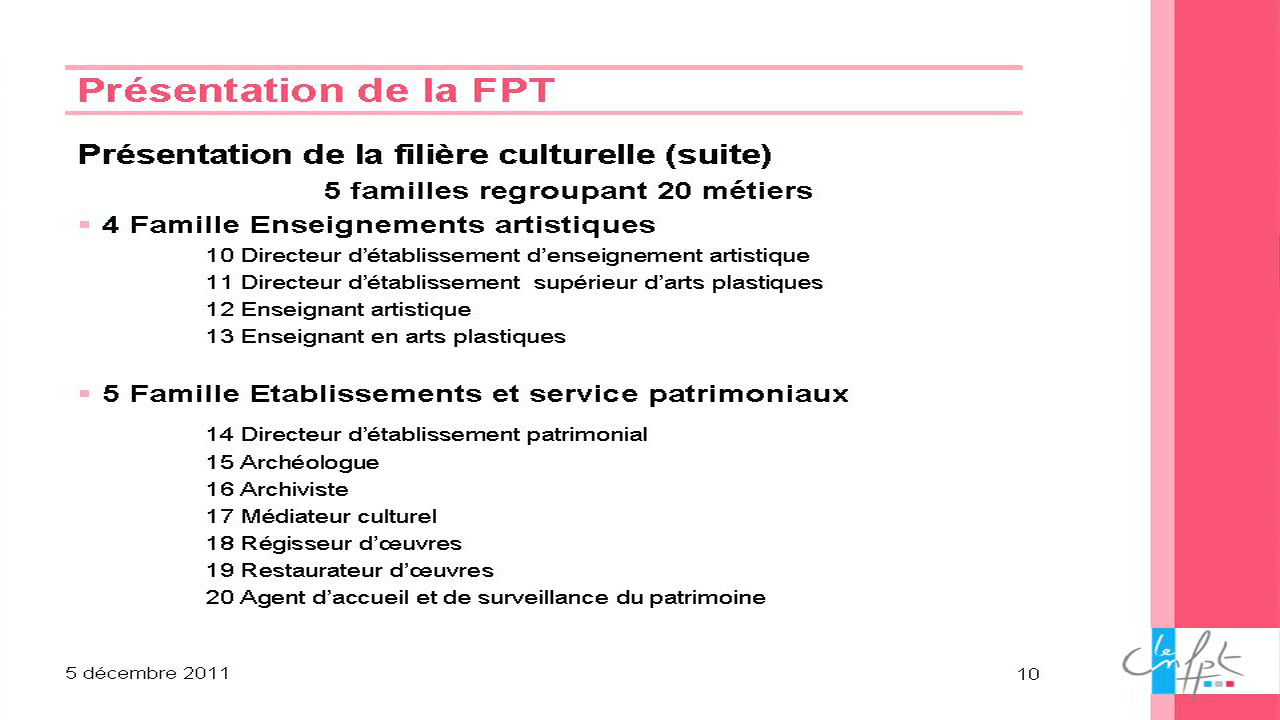 Présentation de la FPT
Présentation de la filière culturelle (suite)
5 familles regroupant 20 métiers
4 Famille Enseignements artistiques
10 Directeur d’établissement d’enseignement artistique
11 Directeur d’établissement  supérieur d’arts plastiques
12 Enseignant artistique
13 Enseignant en arts plastiques
5 Famille Etablissements et service patrimoniaux
14 Directeur d’établissement patrimonial
15 Archéologue
16 Archiviste
17 Médiateur culturel
18 Régisseur d’œuvres
19 Restaurateur d’œuvres
20 Agent d’accueil et de surveillance du patrimoine
5 décembre 2011
10
le
cnfpt